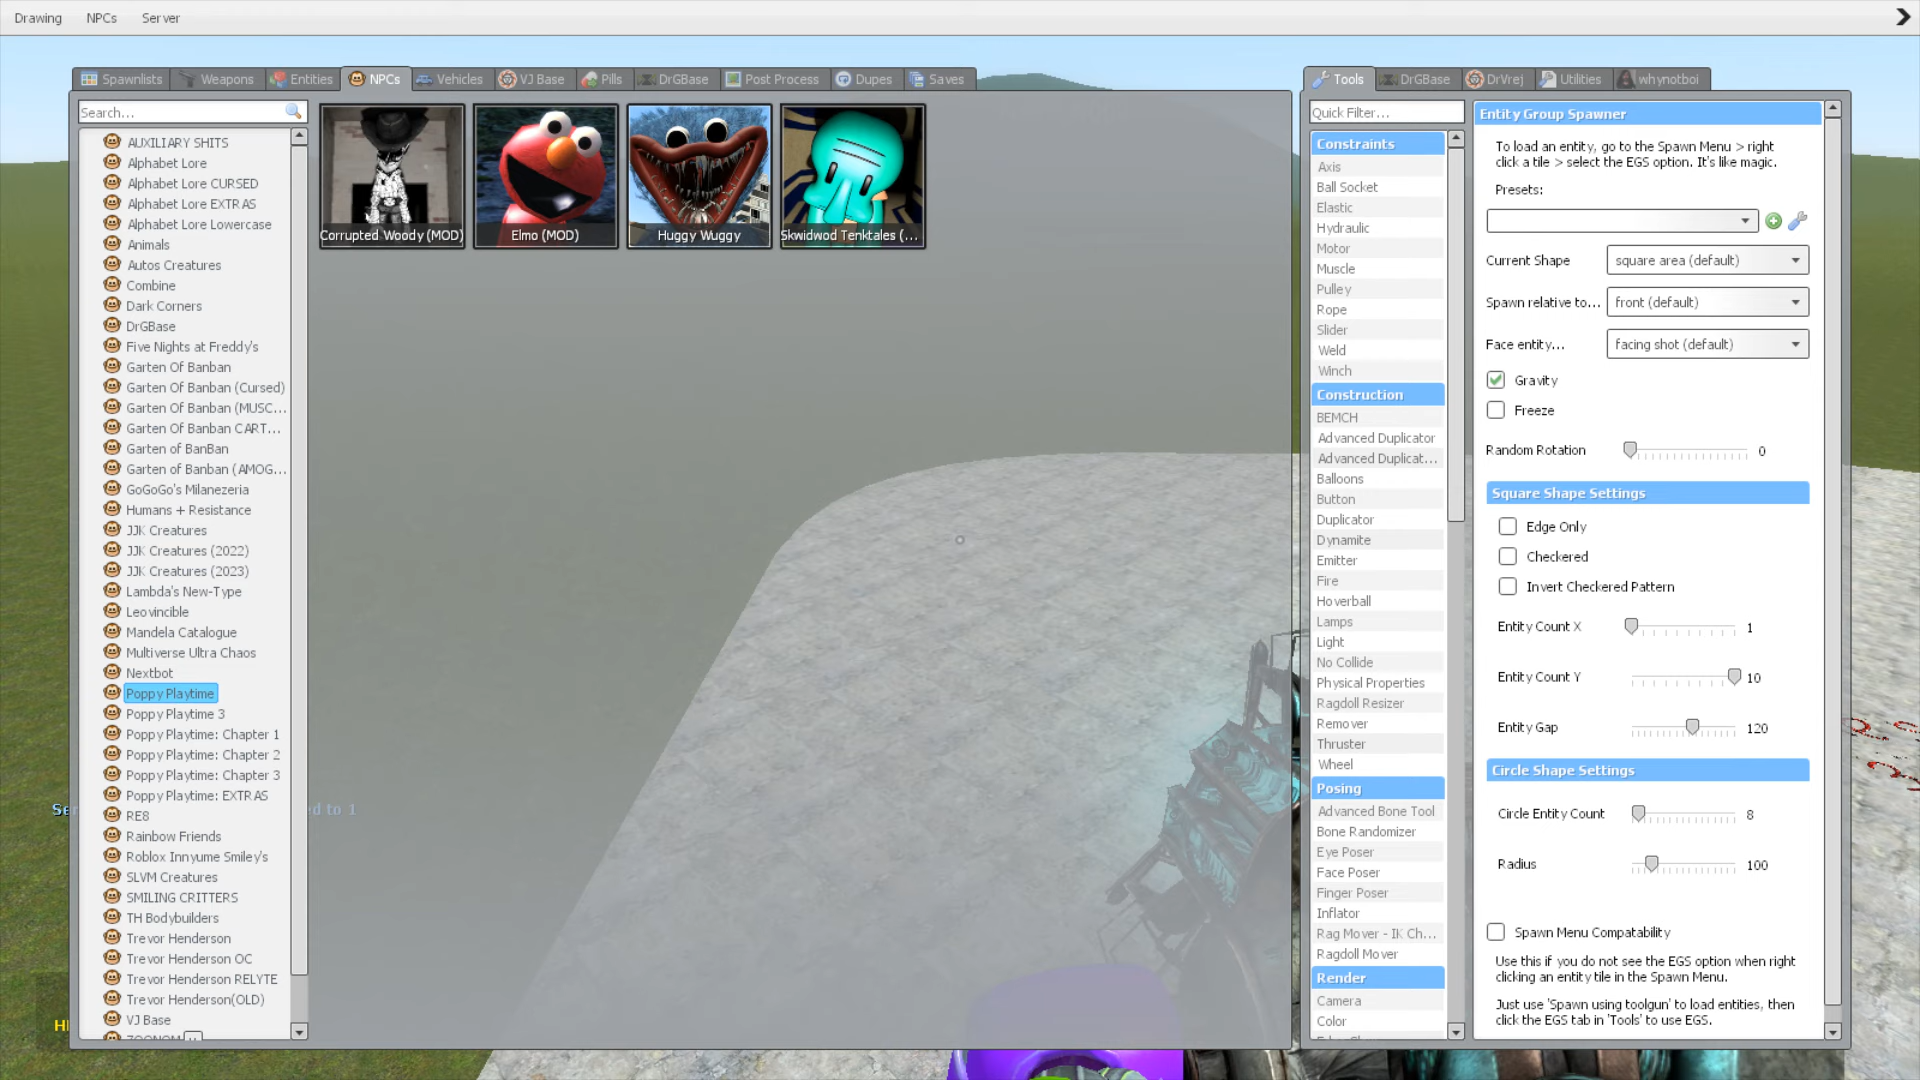 Drawing NPCs Server
Spawnlists Weapons Entities NPCs Vehicles VJ Base Pills DrGBase Post Process Dupes Saves
Search...
AUXILIARY SHITS
Alphabet Lore
Alphabet Lore CURSED
Alphabet Lore EXTRAS
Alphabet Lore Lowercase
Animals
Autos Creatures
Combine
Dark Corners
DrGBase
Five Nights at Freddy's
Garten Of Banban
Garten Of Banban (Cursed)
Garten Of Banban (MUSC...
Garten Of Banban CART...
Garten of BanBan
Garten of Banban (AMOG...
GoGoGo's Milanezeria
Humans + Resistance
JJK Creatures
JJK Creatures (2022)
JJK Creatures (2023)
Lambda's New-Type
Leovincible
Mandela Catalogue
Multiverse Ultra Chaos
Nextbot
Poppy Playtime
Poppy Playtime 3
Poppy Playtime: Chapter 1
Poppy Playtime: Chapter 2
Poppy Playtime: Chapter 3
Poppy Playtime: EXTRAS
RE8
Rainbow Friends
Roblox Innyume Smiley's
SLVM Creatures
SMILING CRITTERS
TH Bodybuilders
Trevor Henderson
Trevor Henderson OC
Trevor Henderson RELYTE
Trevor Henderson(OLD)
VJ Base
Corrupted Woody (MOD)
Elmo (MOD)
Huggy Wuggy
Skwidwod Tenktales (...
Se
ed to 1
Tools DrGBase DrVrej Utilities whynotboi
Quick Filter...
Constraints
Axis
Ball Socket
Elastic
Hydraulic
Motor
Muscle
Pulley
Rope
Slider
Weld
Winch
Construction
BEMCH
Advanced Duplicator
Advanced Duplicat...
Balloons
Button
Duplicator
Dynamite
Emitter
Fire
Hoverball
Lamps
Light
No Collide
Physical Properties
Ragdoll Resizer
Remover
Thruster
Wheel
Posing
Advanced Bone Tool
Bone Randomizer
Eye Poser
Face Poser
Finger Poser
Inflator
Rag Mover - IK Ch...
Ragdoll Mover
Render
Camera
Color
Entity Group Spawner
To load an entity, go to the Spawn Menu > right
click a tile > select the EGS option. It's like magic.
Presets:
Current Shape square area (default)
Spawn relative to... front (default)
Face entity... facing shot (default)
Gravity
Freeze
Random Rotation 0
Square Shape Settings
Edge Only
Checkered
Invert Checkered Pattern
Entity Count X 1
Entity Count Y 10
Entity Gap 120
Circle Shape Settings
Circle Entity Count 8
Radius 100
Spawn Menu Compatability
Use this if you do not see the EGS option when right
clicking an entity tile in the Spawn Menu.
Just use 'Spawn using toolgun' to load entities, then
click the EGS tab in 'Tools' to use EGS.